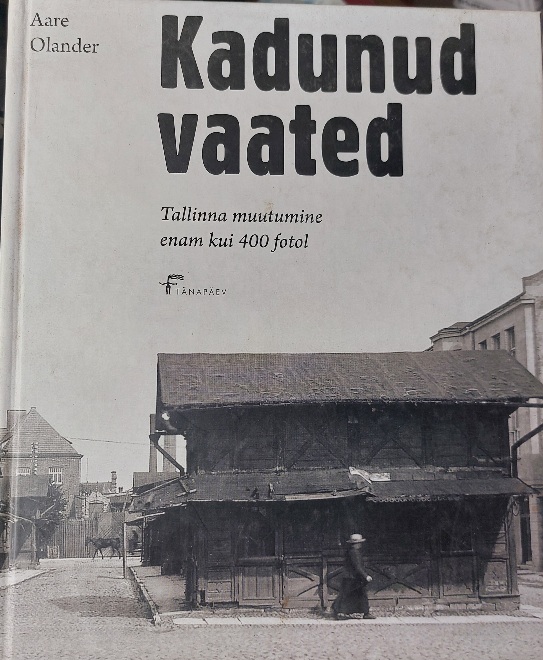 Aare
Olander
Kadunud
vaated
Tallinna muutumine
enam kui 400 fotol
TÄNAPÄEV